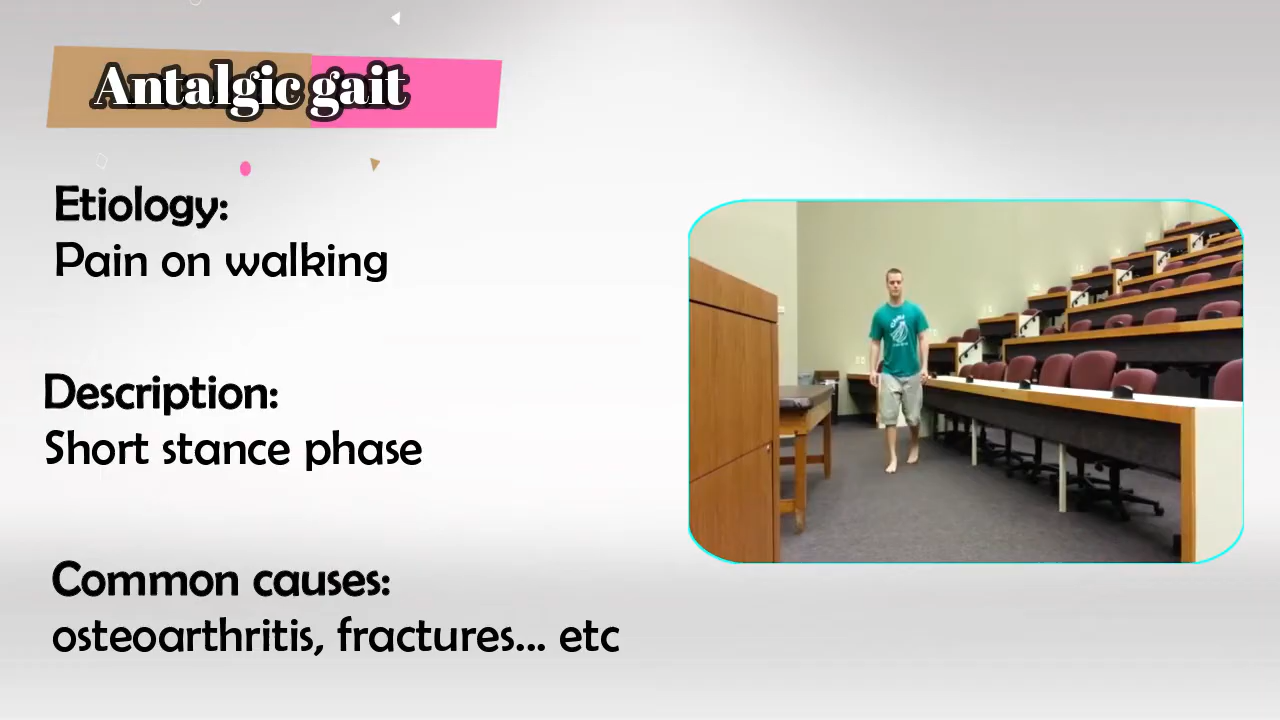 Antalgic gait
Etiology:
Pain on walking
Description:
Short stance phase
Common causes:
osteoarthritis, fractures... etc